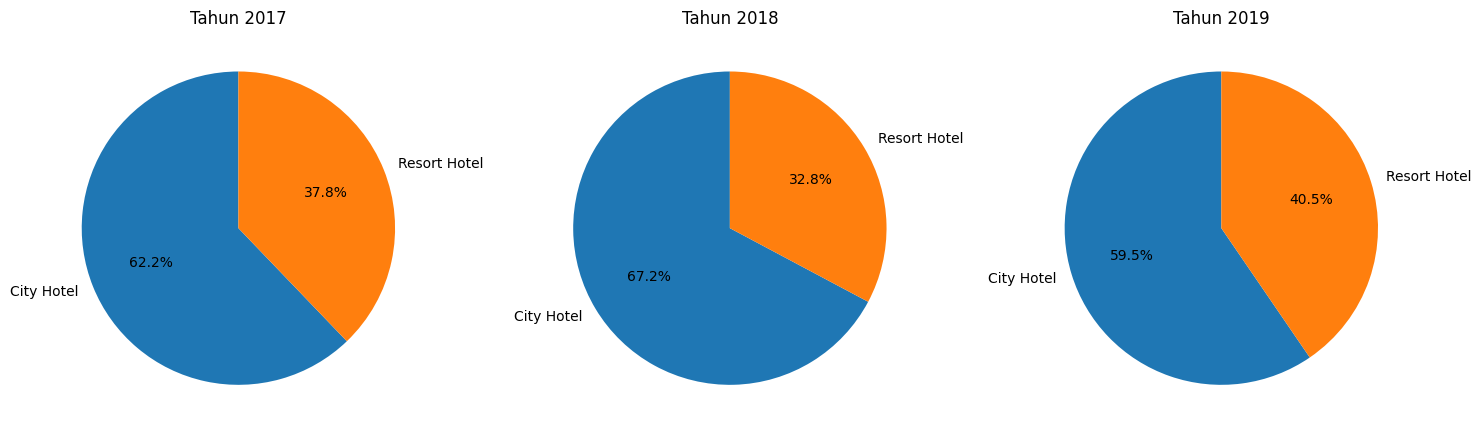 Tahun 2017
Resort Hotel
37.8%
62.2%
City Hotel
Tahun 2018
Resort Hotel
32.8%
67.2%
City Hotel
Tahun 2019
Resort Hotel
40.5%
59.5%
City Hotel